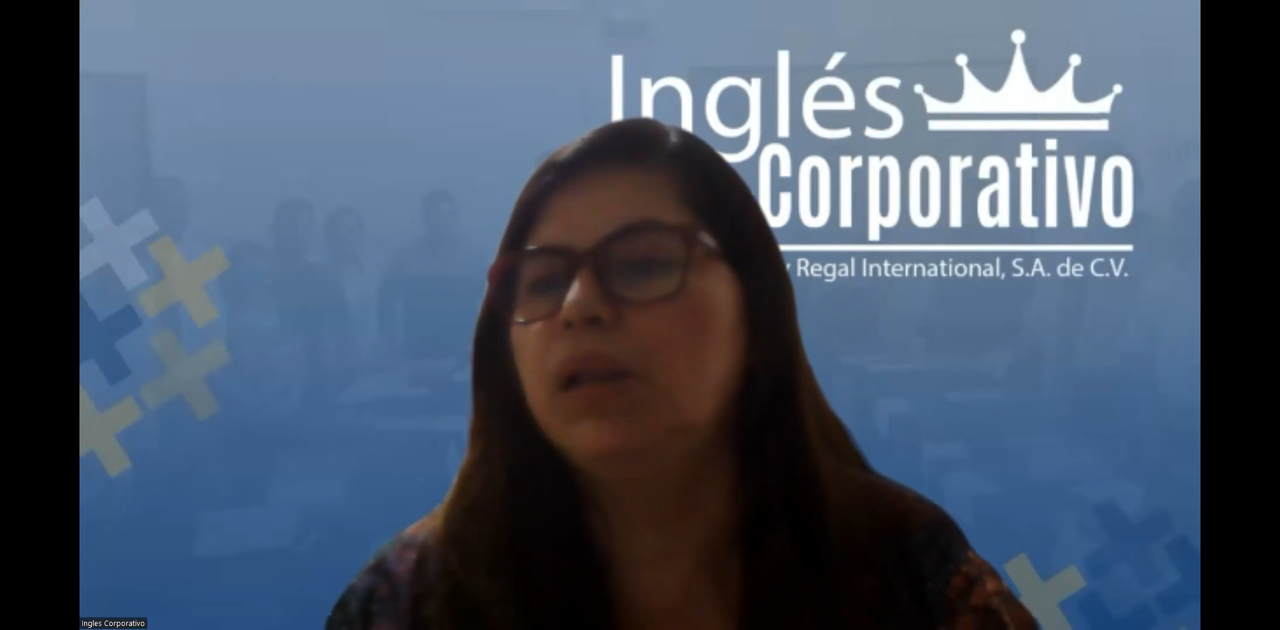 Inglés
Corporativo
Regal International, S.A. de C.V.
Ingles Corporativo